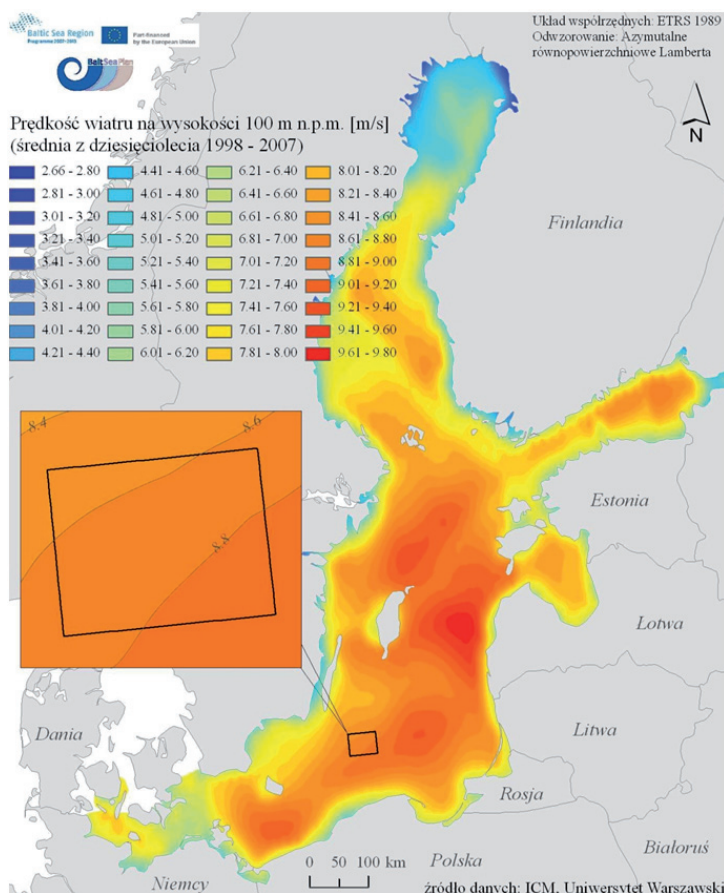 Baltic Sea Region
Programme 2007-2013
Part-financed
by the European Union
BaltSeaPlan
Układ współrzędnych: ETRS 1989
Odwzorowanie: Azymutalne
równopowierzchniowe Lamberta
N
Prędkość wiatru na wysokości 100 m n.p.m. [m/s]
(średnia z dziesięciolecia 1998 - 2007)
2.66 - 2.80 4.41 - 4.60 6.21 - 6.40 8.01 - 8.20
2.81 - 3.00 4.61 - 4.80 6.41 - 6.60 8.21 - 8.40
3.01 - 3.20 4.81 - 5.00 6.61 - 6.80 8.41 - 8.60
3.21 - 3.40 5.01 - 5.20 6.81 - 7.00 8.61 - 8.80
3.41 - 3.60 5.21 - 5.40 7.01 - 7.20 8.81 - 9.00
3.61 - 3.80 5.41 - 5.60 7.21 - 7.40 9.01 - 9.20
3.81 - 4.00 5.61 - 5.80 7.41 - 7.60 9.21 - 9.40
4.01 - 4.20 5.81 - 6.00 7.61 - 7.80 9.41 - 9.60
4.21 - 4.40 6.01 - 6.20 7.81 - 8.00 9.61 - 9.80
Finlandia
8.4
8.6
8.8
Estonia
Lotwa
Litwa
Dania
Rosja
Białoruś
Polska
Niemcy
0 50 100 km
źródło danych: ICM, Uniwersytet Warszawski